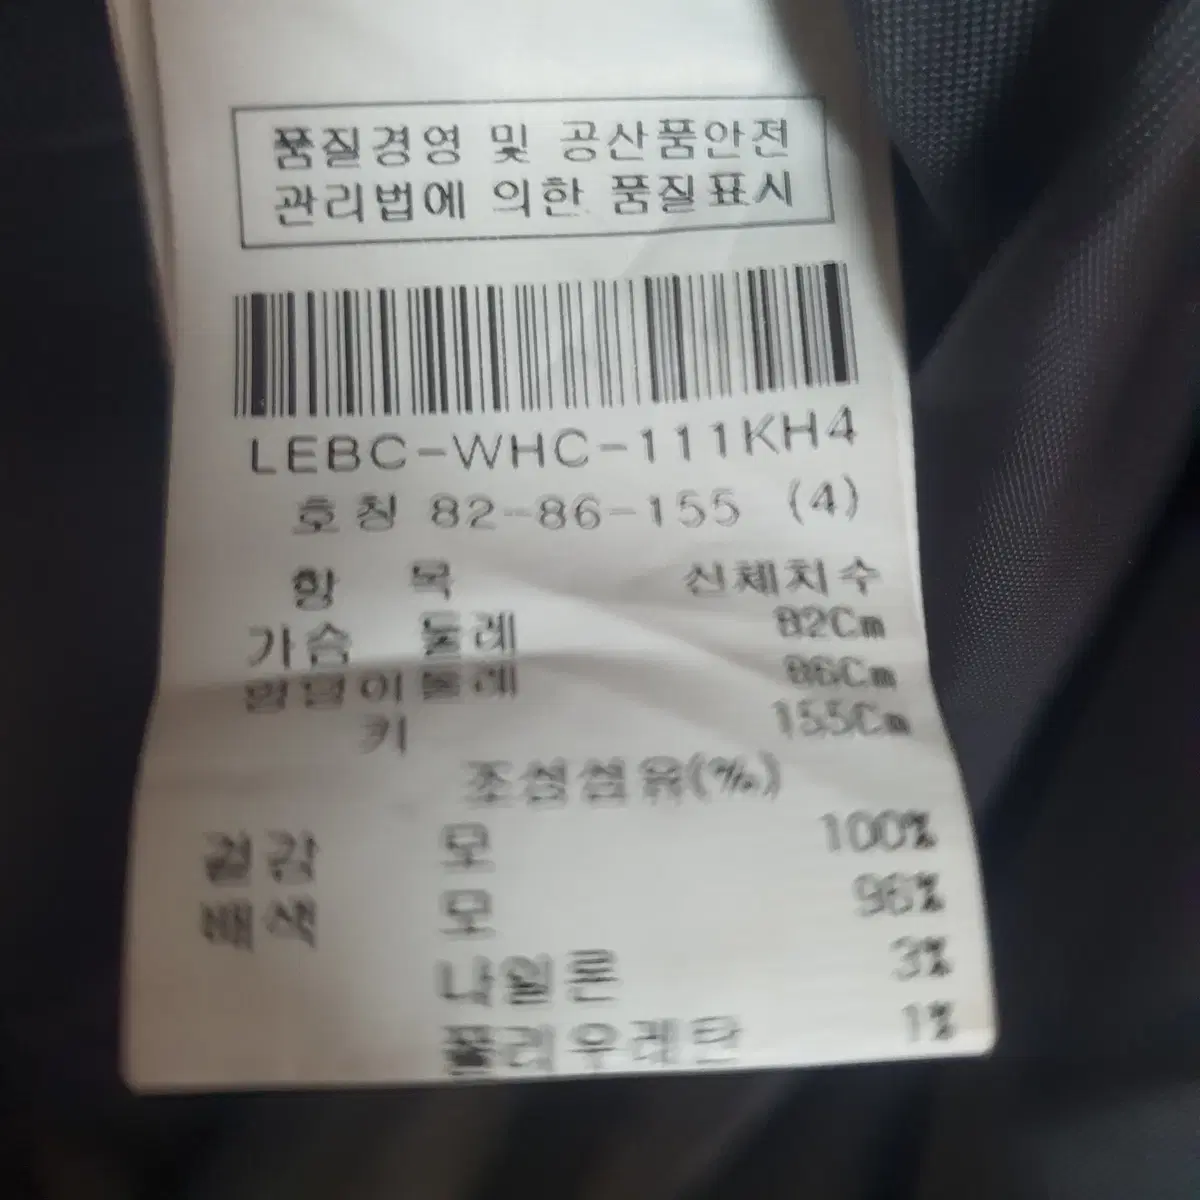 품질경영 및 공산품안전
관리법에 의한 품질표시
LEBC-WHC-111KH4
호칭 82-86-155 (4)
항 목 신체치수
가슴 둘레 82Cm
엉덩이둘레 86Cm
키 155Cm
조성섬유(%)
겉감 모 100%
배색 모 96%
나일론 3%
폴리우레탄 1%